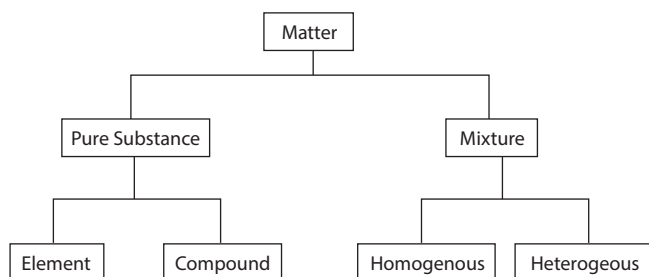 Matter
Pure Substance
Mixture
Element
Compound
Homogenous
Heterogeous